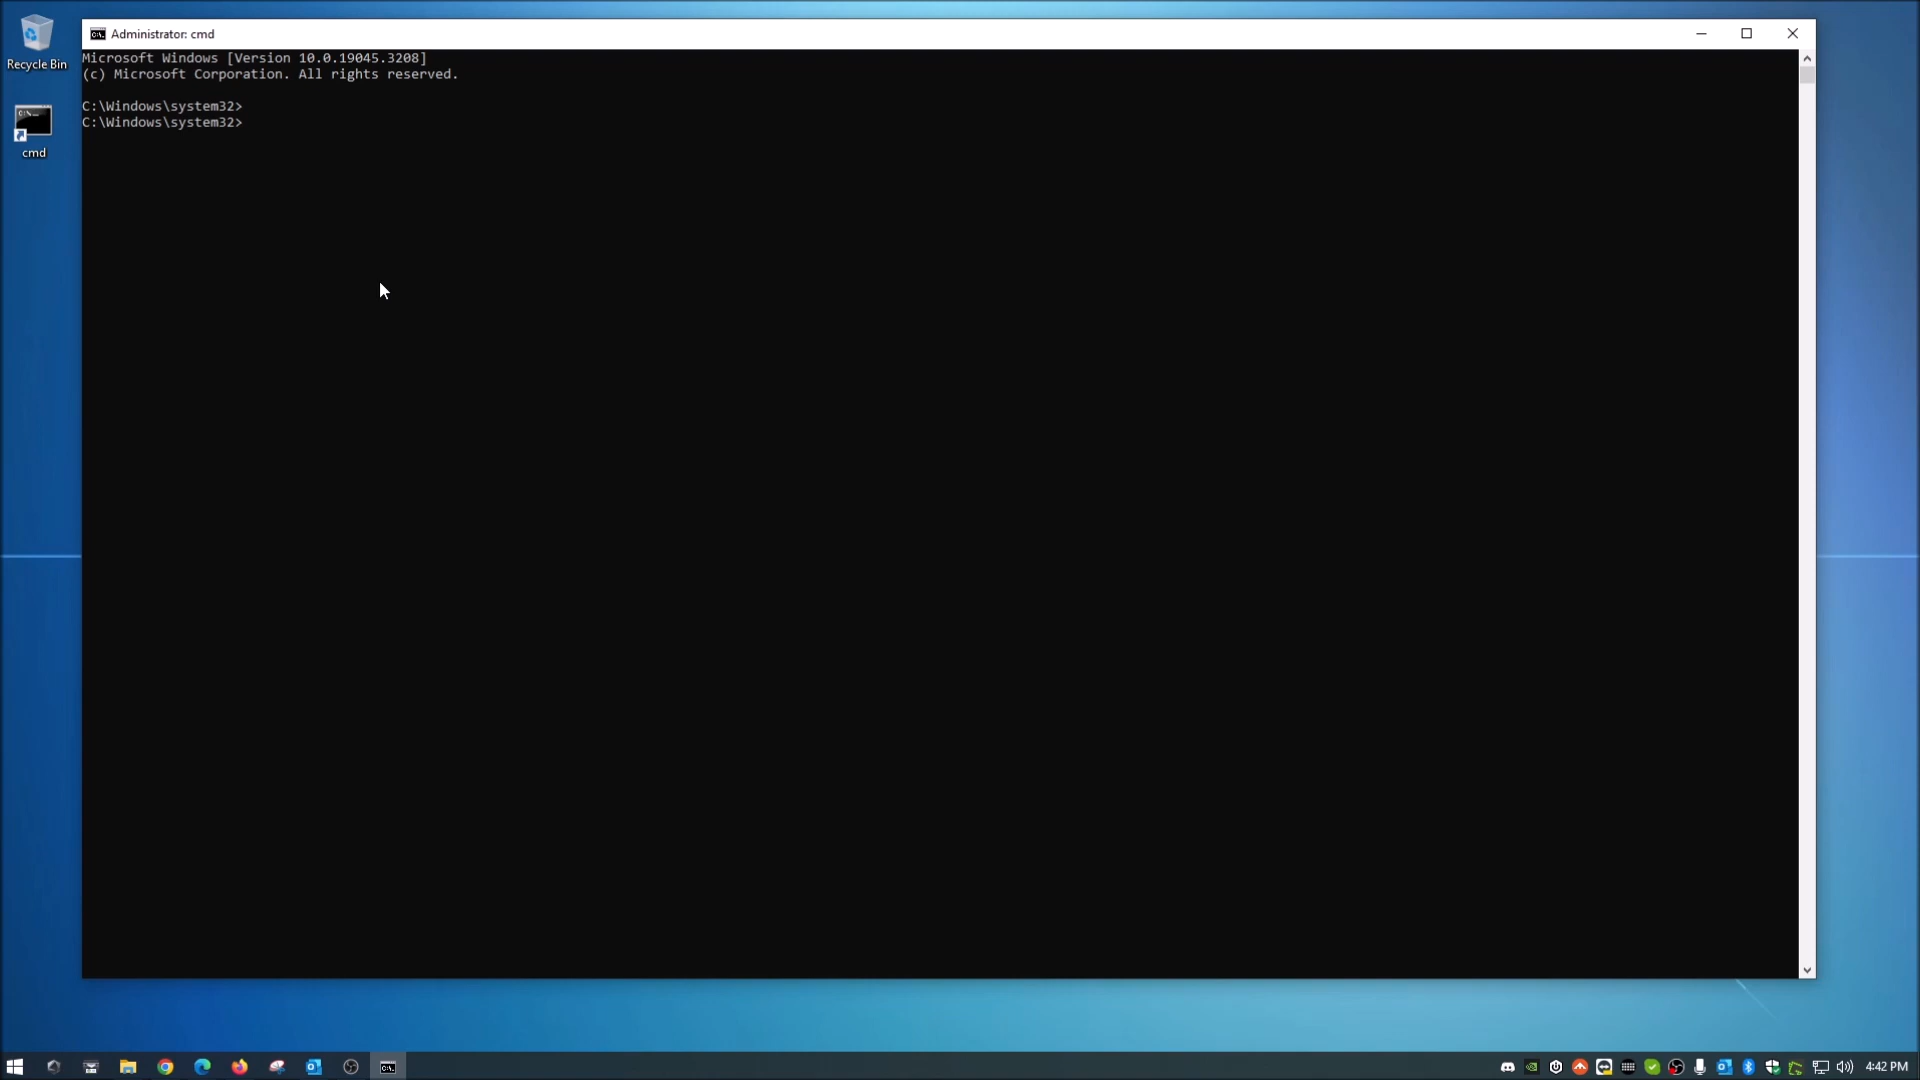 Recycle Bin
cmd
Administrator: cmd
Microsoft Windows [Version 10.0.19045.3208]
(c) Microsoft Corporation. All rights reserved.
C:\Windows\system32>
C:\Windows\system32>
4:42 PM